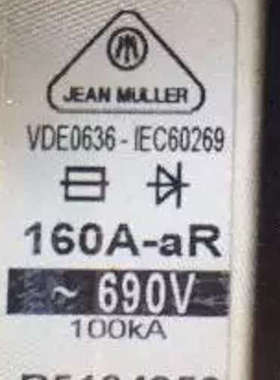 JEAN MULLER
VDE0636 - IEC60269
160A-aR
~ 690V
100kA